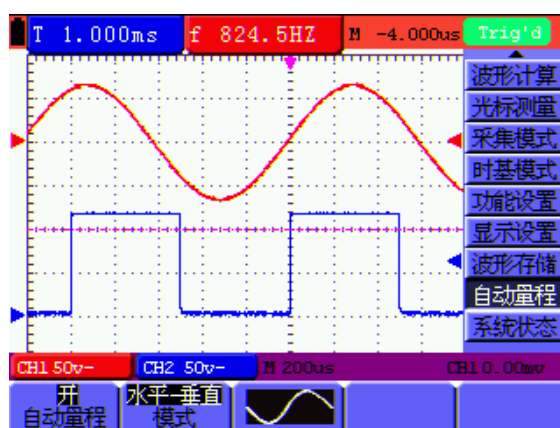 T 1.000ms f 824.5HZ M -4.000us Trig'd
波形计算
光标测量
采集模式
时基模式
功能设置
显示设置
波形存储
自动量程
系统状态
CH1 50v- CH2 50v- M 200us CH1 0.00mv
开 水平-垂直
自动量程 模式